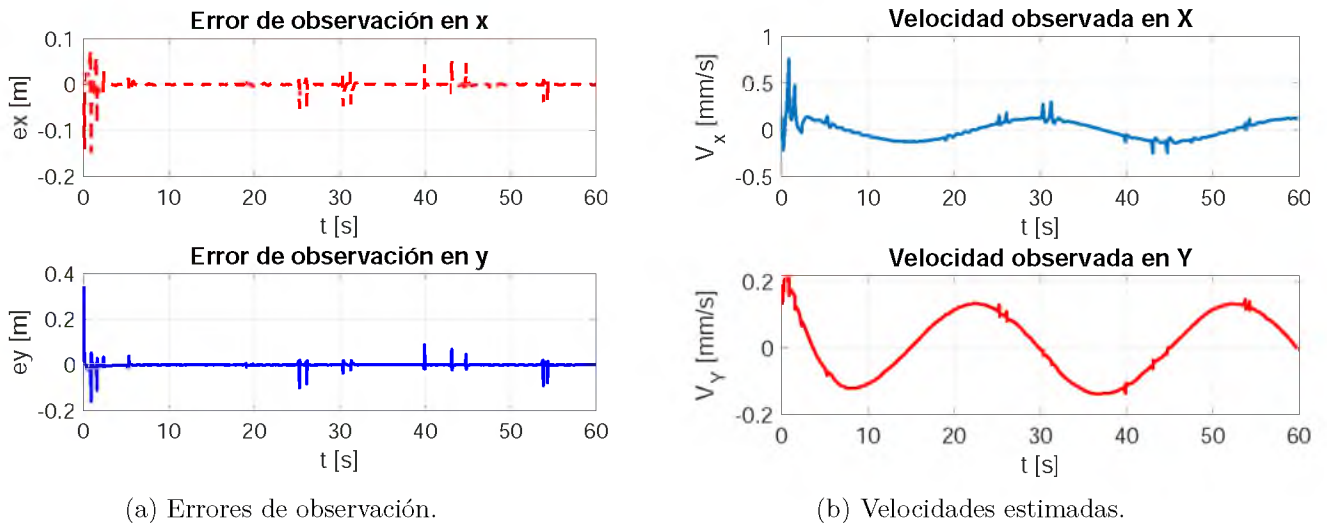 Error de observación en x
0.1
0
-0.1
-0.2
ex [m]
0 10 20 30 40 50 60
t [s]
Error de observación en y
0.4
0.2
0
-0.2
ey [m]
0 10 20 30 40 50 60
t [s]
(a) Errores de observación.
Velocidad observada en X
1
0.5
0
-0.5
V_x [mm/s]
0 10 20 30 40 50 60
t [s]
Velocidad observada en Y
0.2
0
-0.2
V_Y [mm/s]
0 10 20 30 40 50 60
t [s]
(b) Velocidades estimadas.